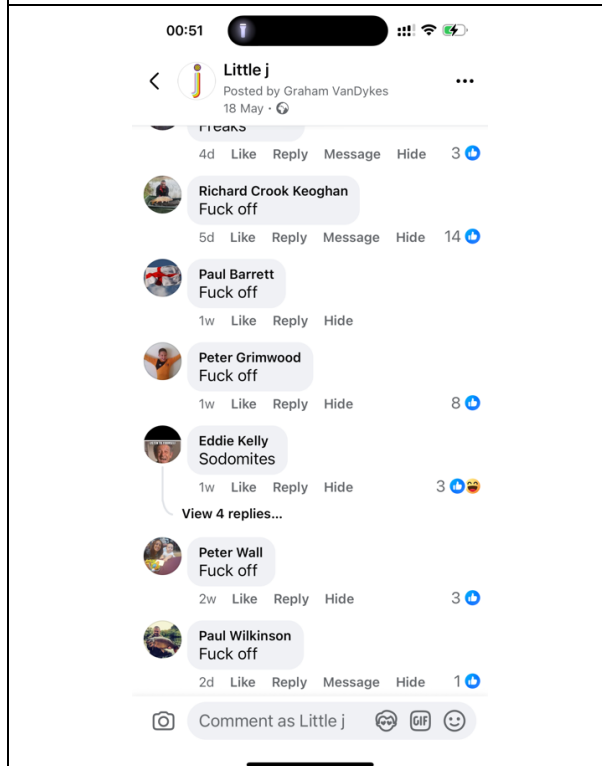 00:51
Little j
Posted by Graham VanDykes
18 May ·
Freaks
4d Like Reply Message Hide 3
Richard Crook Keoghan
Fuck off
5d Like Reply Message Hide 14
Paul Barrett
Fuck off
1w Like Reply Hide
Peter Grimwood
Fuck off
1w Like Reply Hide 8
Eddie Kelly
Sodomites
1w Like Reply Hide 3
View 4 replies...
Peter Wall
Fuck off
2w Like Reply Hide 3
Paul Wilkinson
Fuck off
2d Like Reply Message Hide 1
Comment as Little j GIF